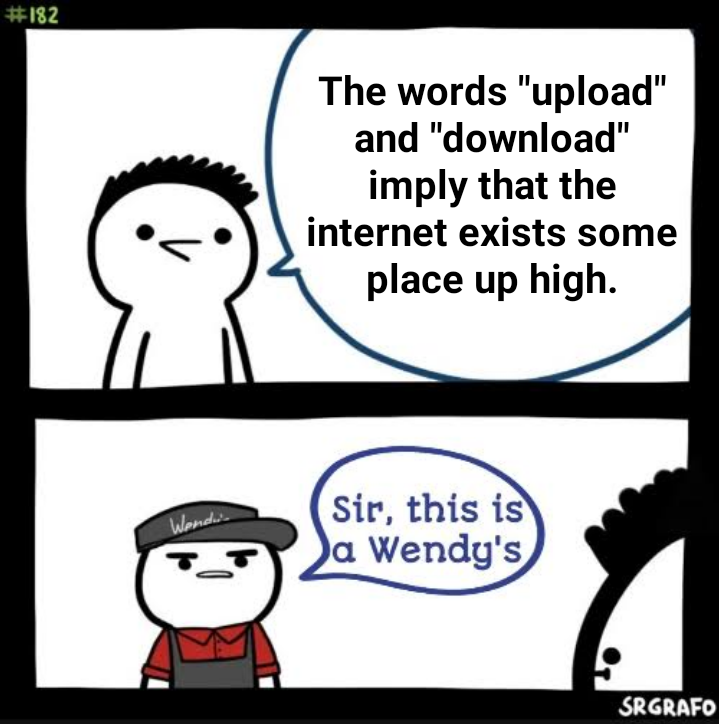 #182
The words "upload"
and "download"
imply that the
internet exists some
place up high.
Wendy's
Sir, this is
a Wendy's
SRGRAFO